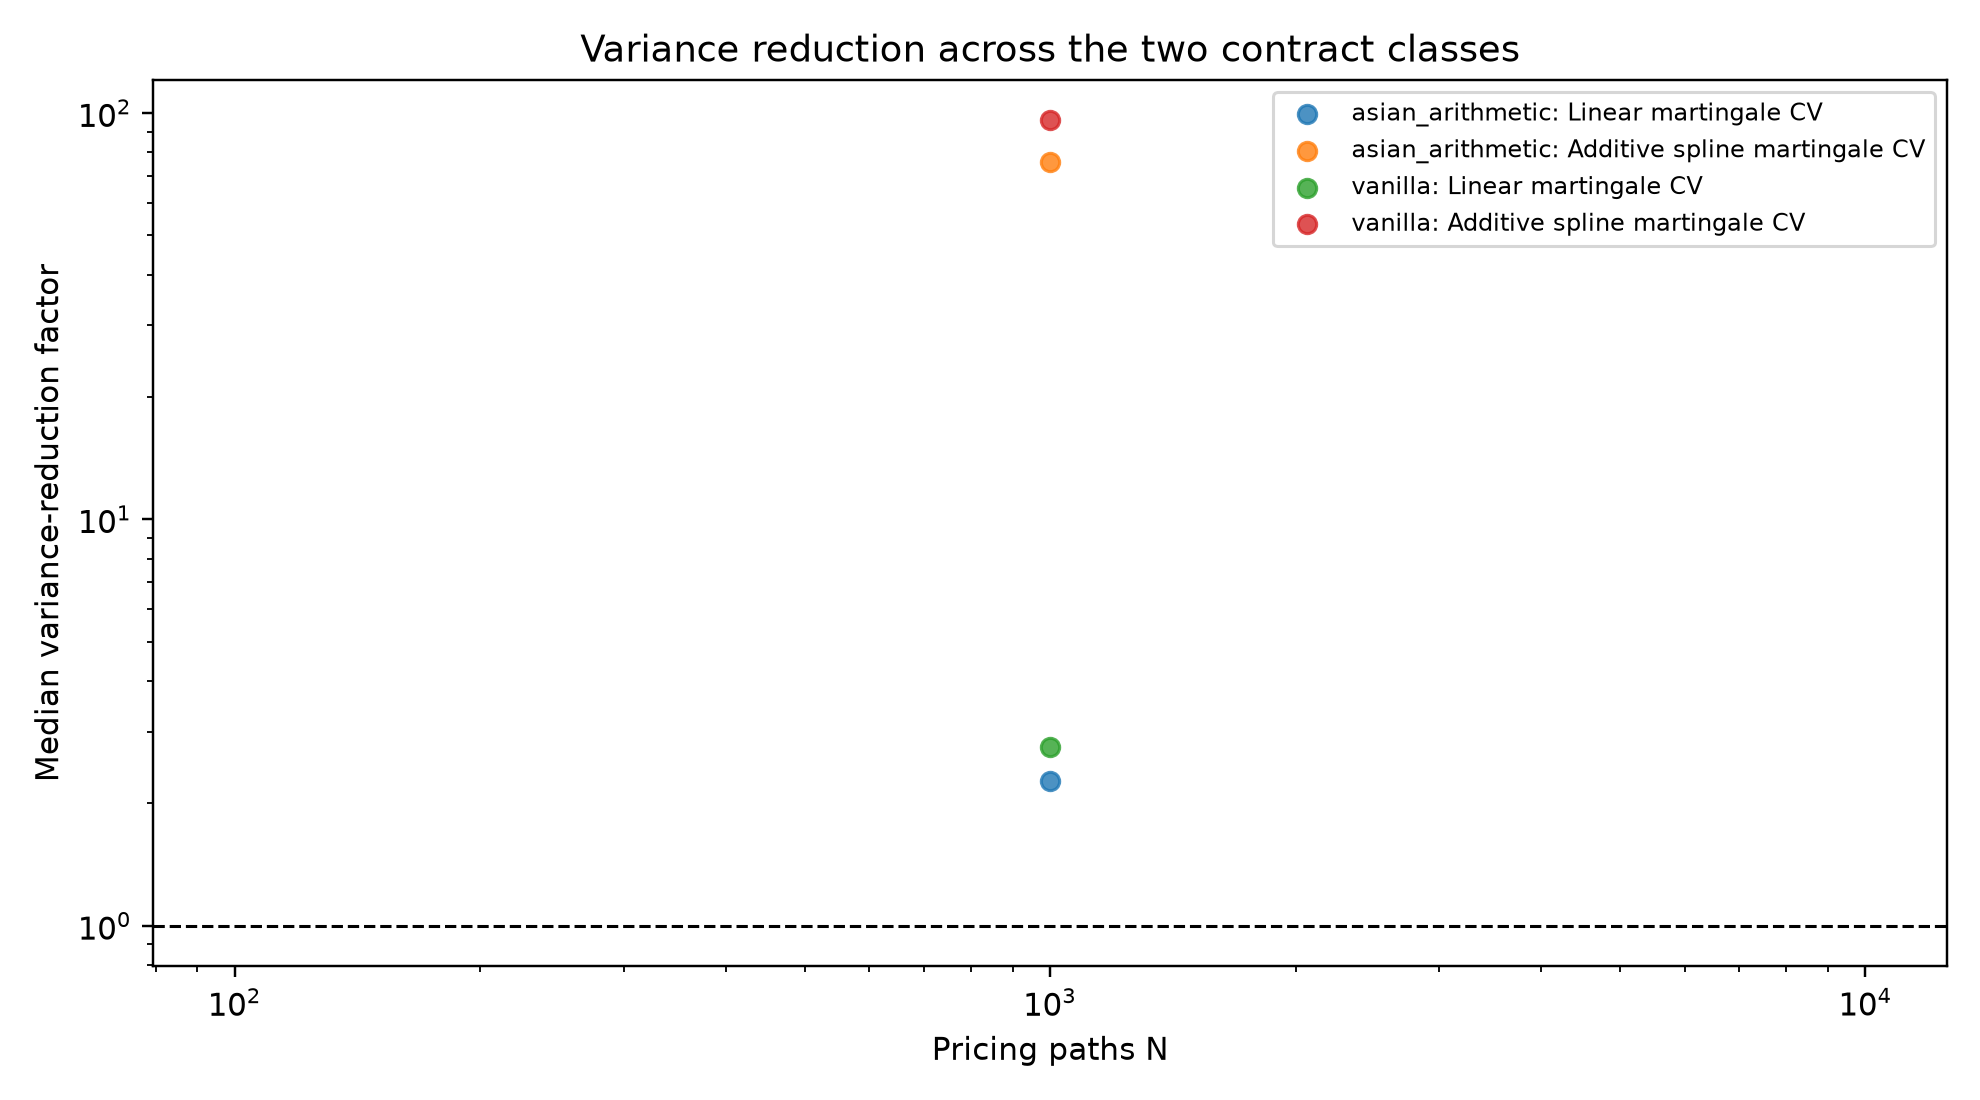 Variance reduction across the two contract classes
asian_arithmetic: Linear martingale CV
asian_arithmetic: Additive spline martingale CV
vanilla: Linear martingale CV
vanilla: Additive spline martingale CV
Median variance-reduction factor
10²
10¹
10⁰
10²
10³
10⁴
Pricing paths N